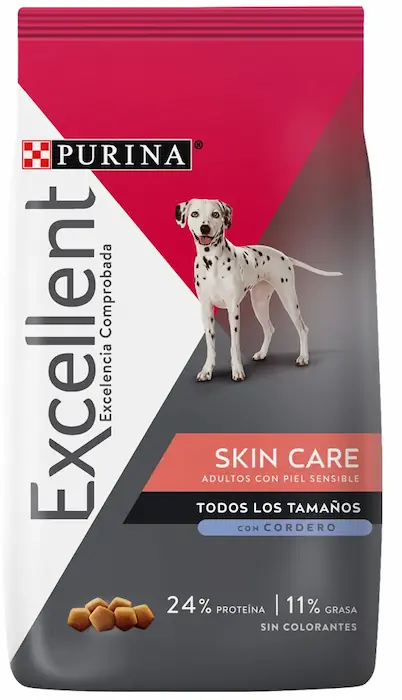 PURINA®
Excellent
Excelencia Comprobada
SKIN CARE
ADULTOS CON PIEL SENSIBLE
TODOS LOS TAMAÑOS
CON CORDERO
24% PROTEÍNA | 11% GRASA
SIN COLORANTES